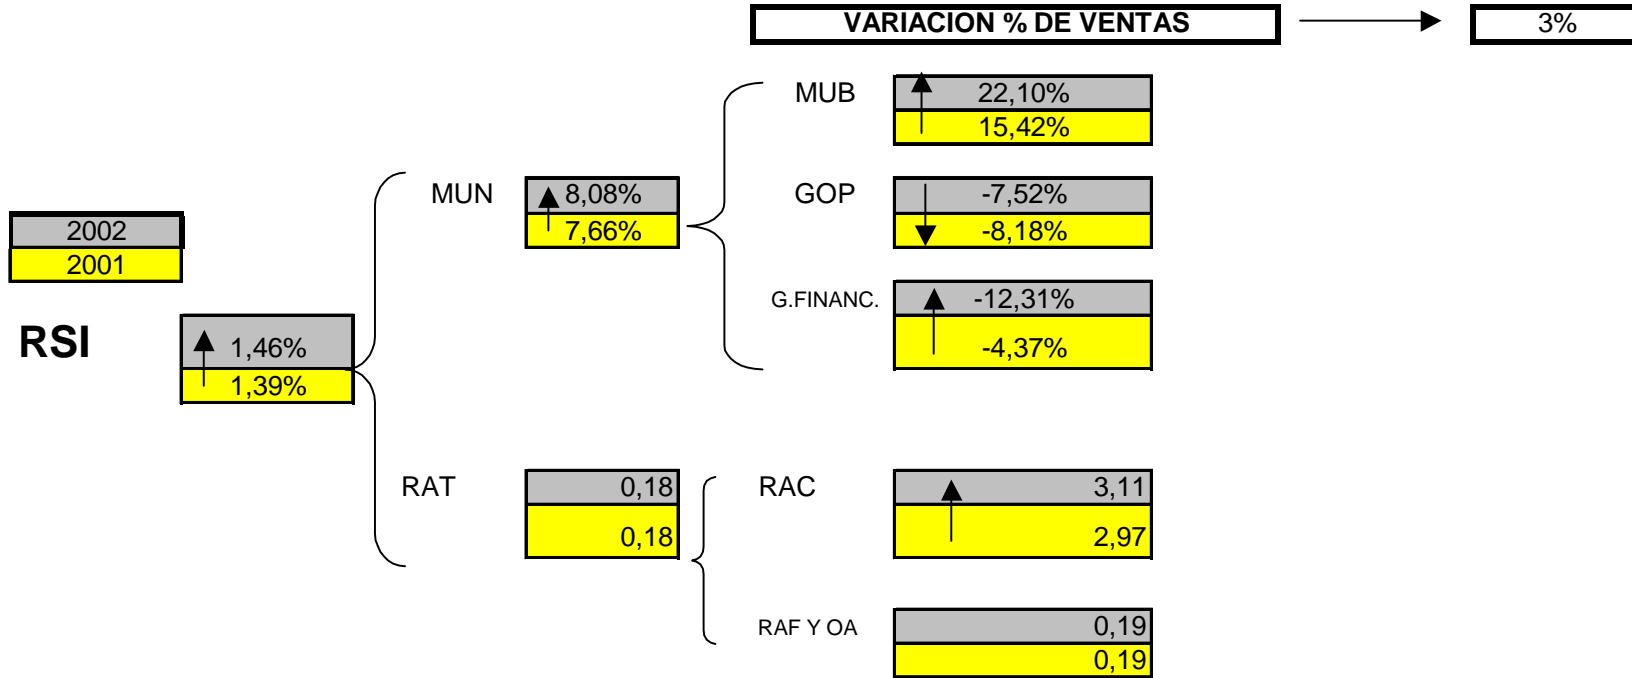 VARIACION % DE VENTAS 3%
MUB 22,10%
15,42%
MUN 8,08%
7,66%
GOP -7,52%
-8,18%
2002
2001
G.FINANC. -12,31%
-4,37%
RSI 1,46%
1,39%
RAT 0,18
0,18
RAC 3,11
2,97
RAF Y OA 0,19
0,19